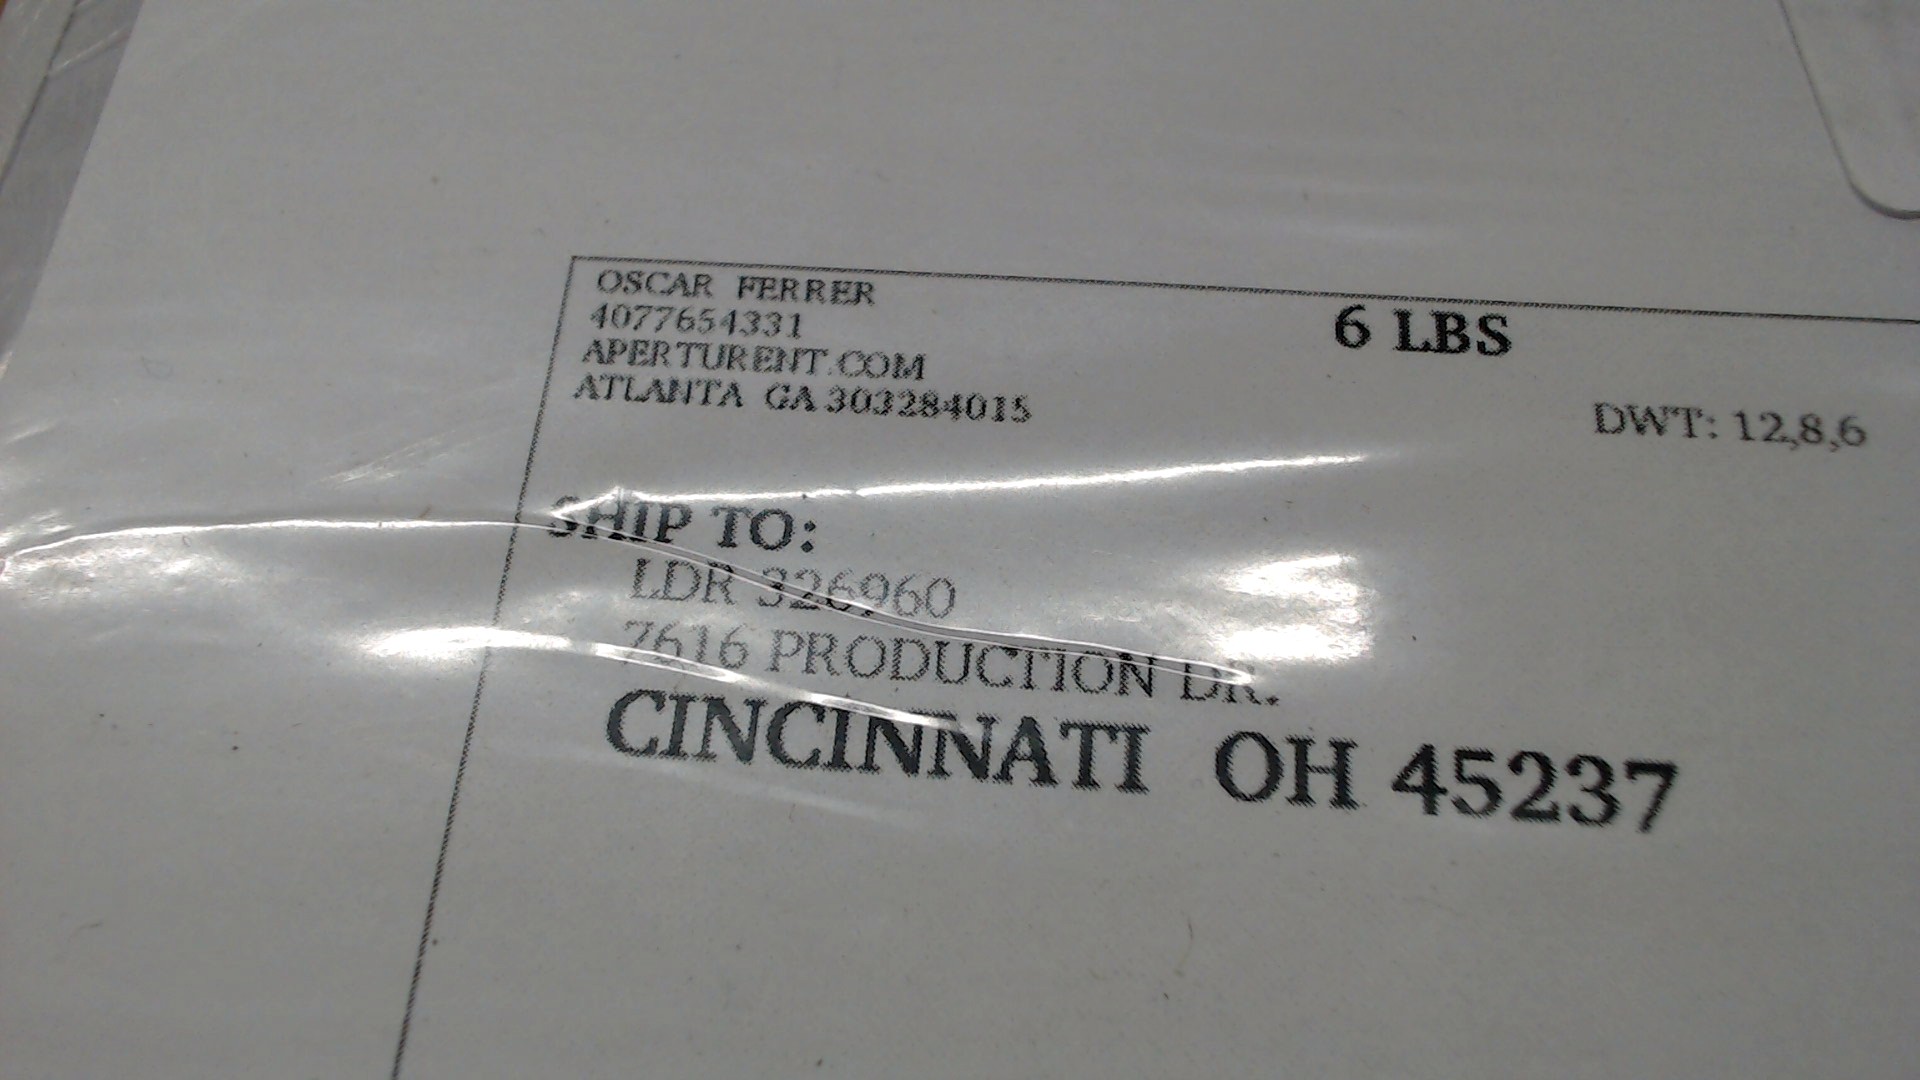 OSCAR FERRER
4077654331
APERTURENT.COM
ATLANTA GA 303284015
6 LBS
DWT: 12,8,6
SHIP TO:
LDR 326960
7616 PRODUCTION DR.
CINCINNATI OH 45237